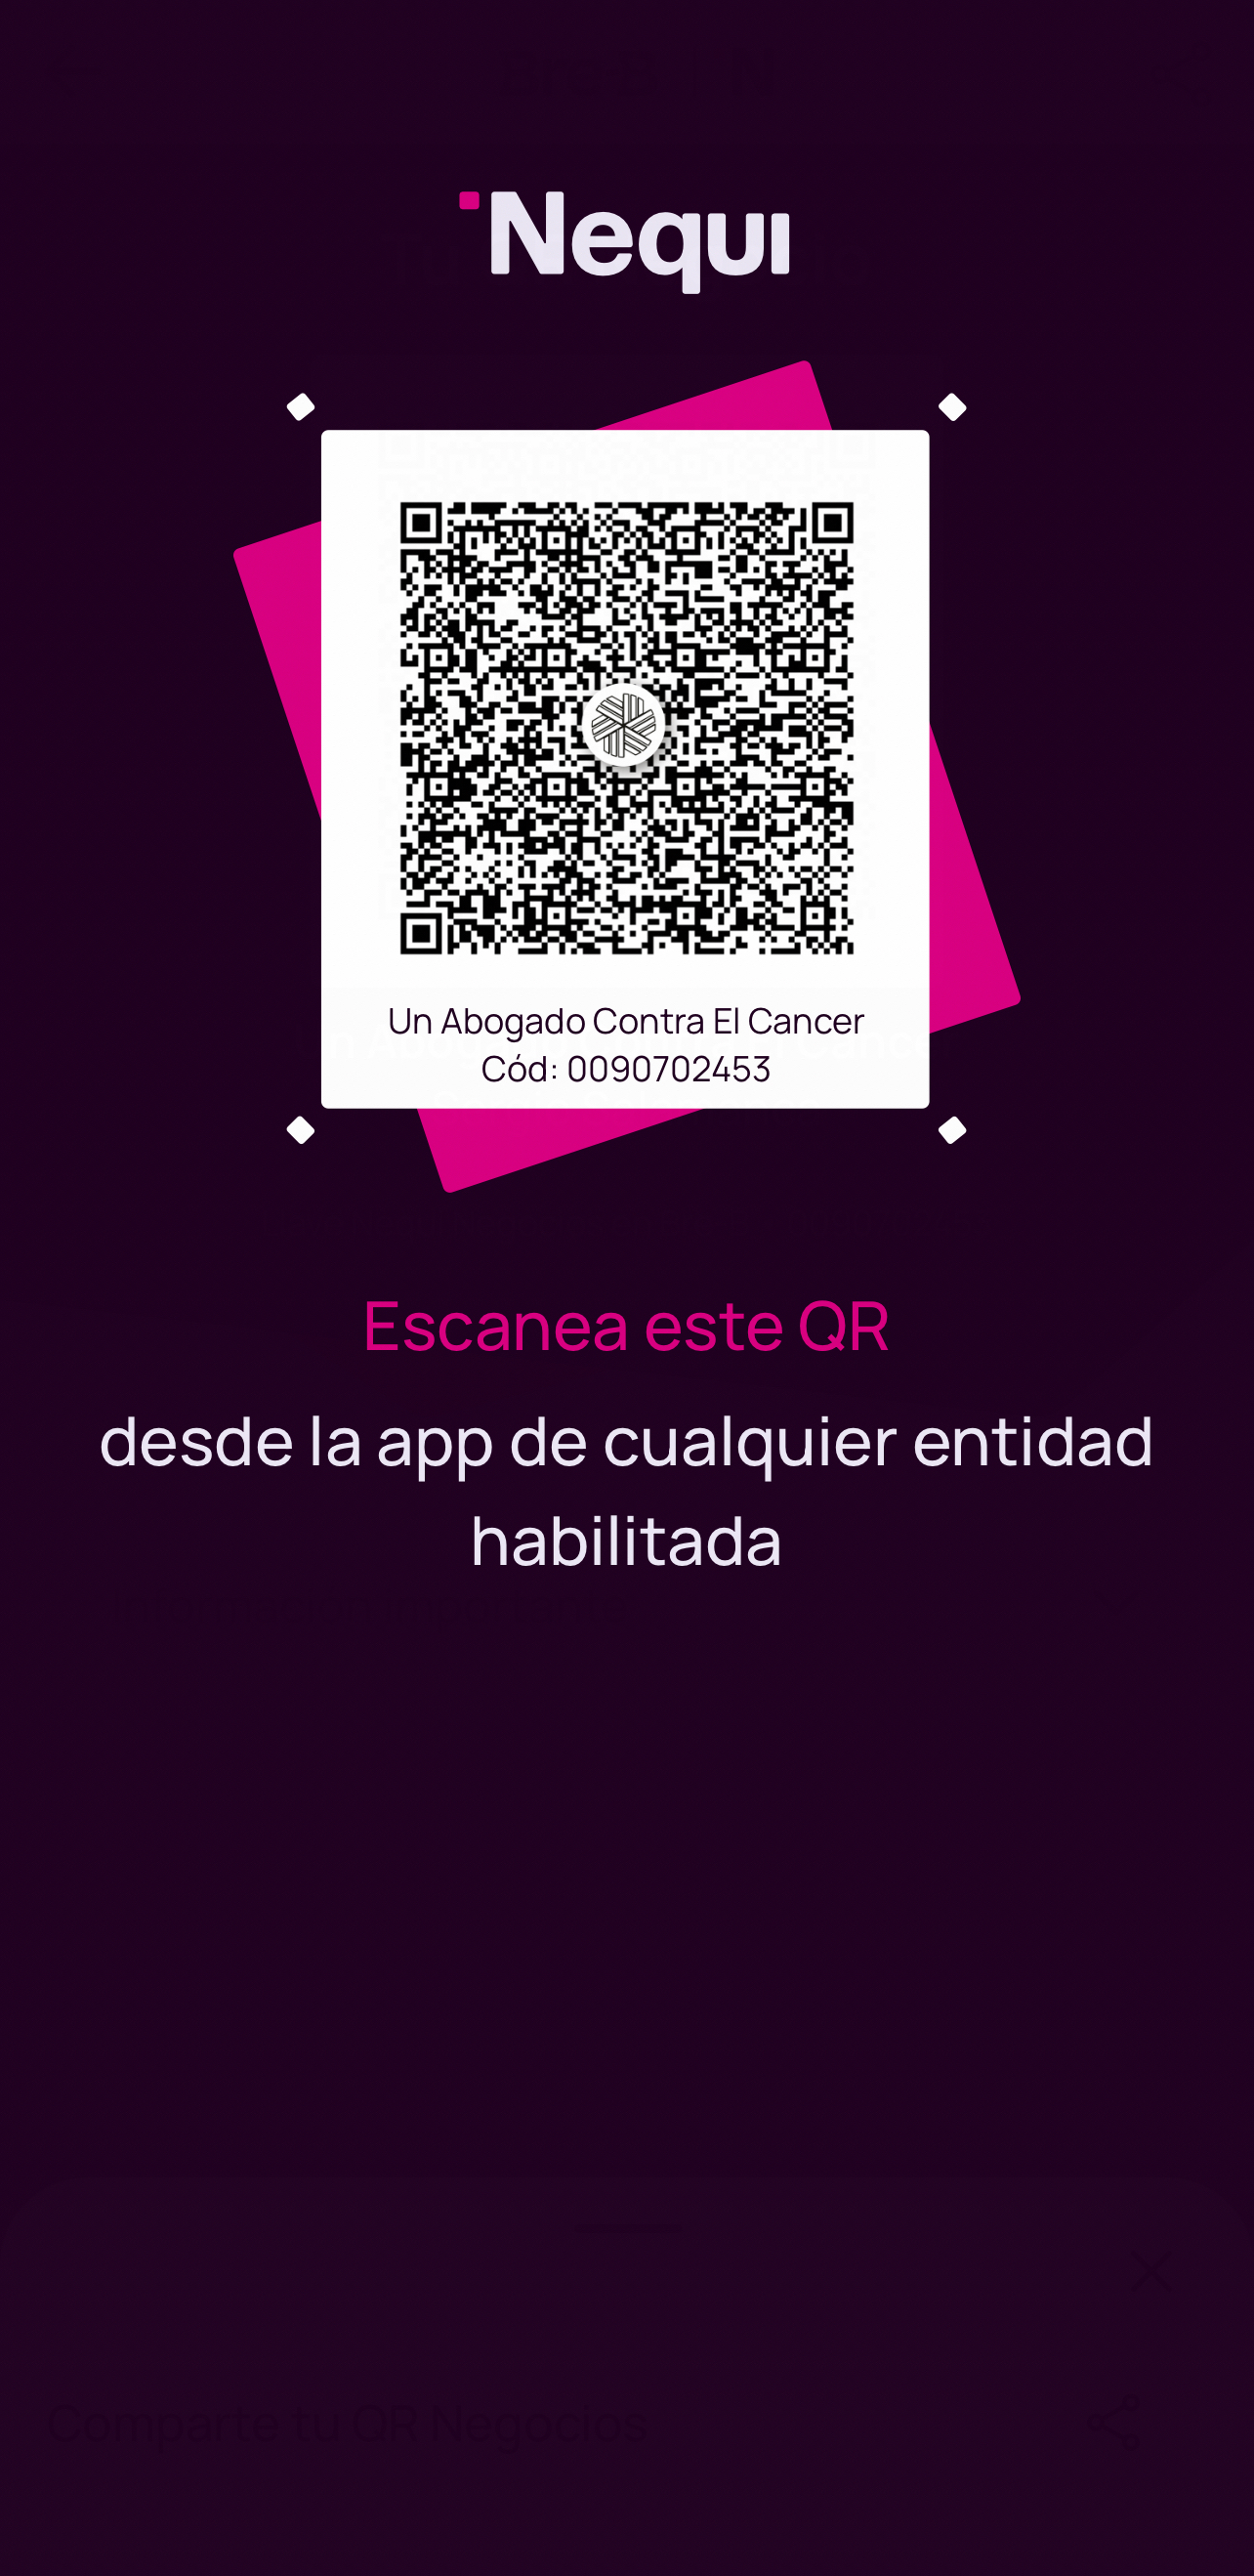 Nequi
Un Abogado Contra El Cancer
Cód: 0090702453
Escanea este QR
desde la app de cualquier entidad
habilitada
Comparte tu QR Negocios